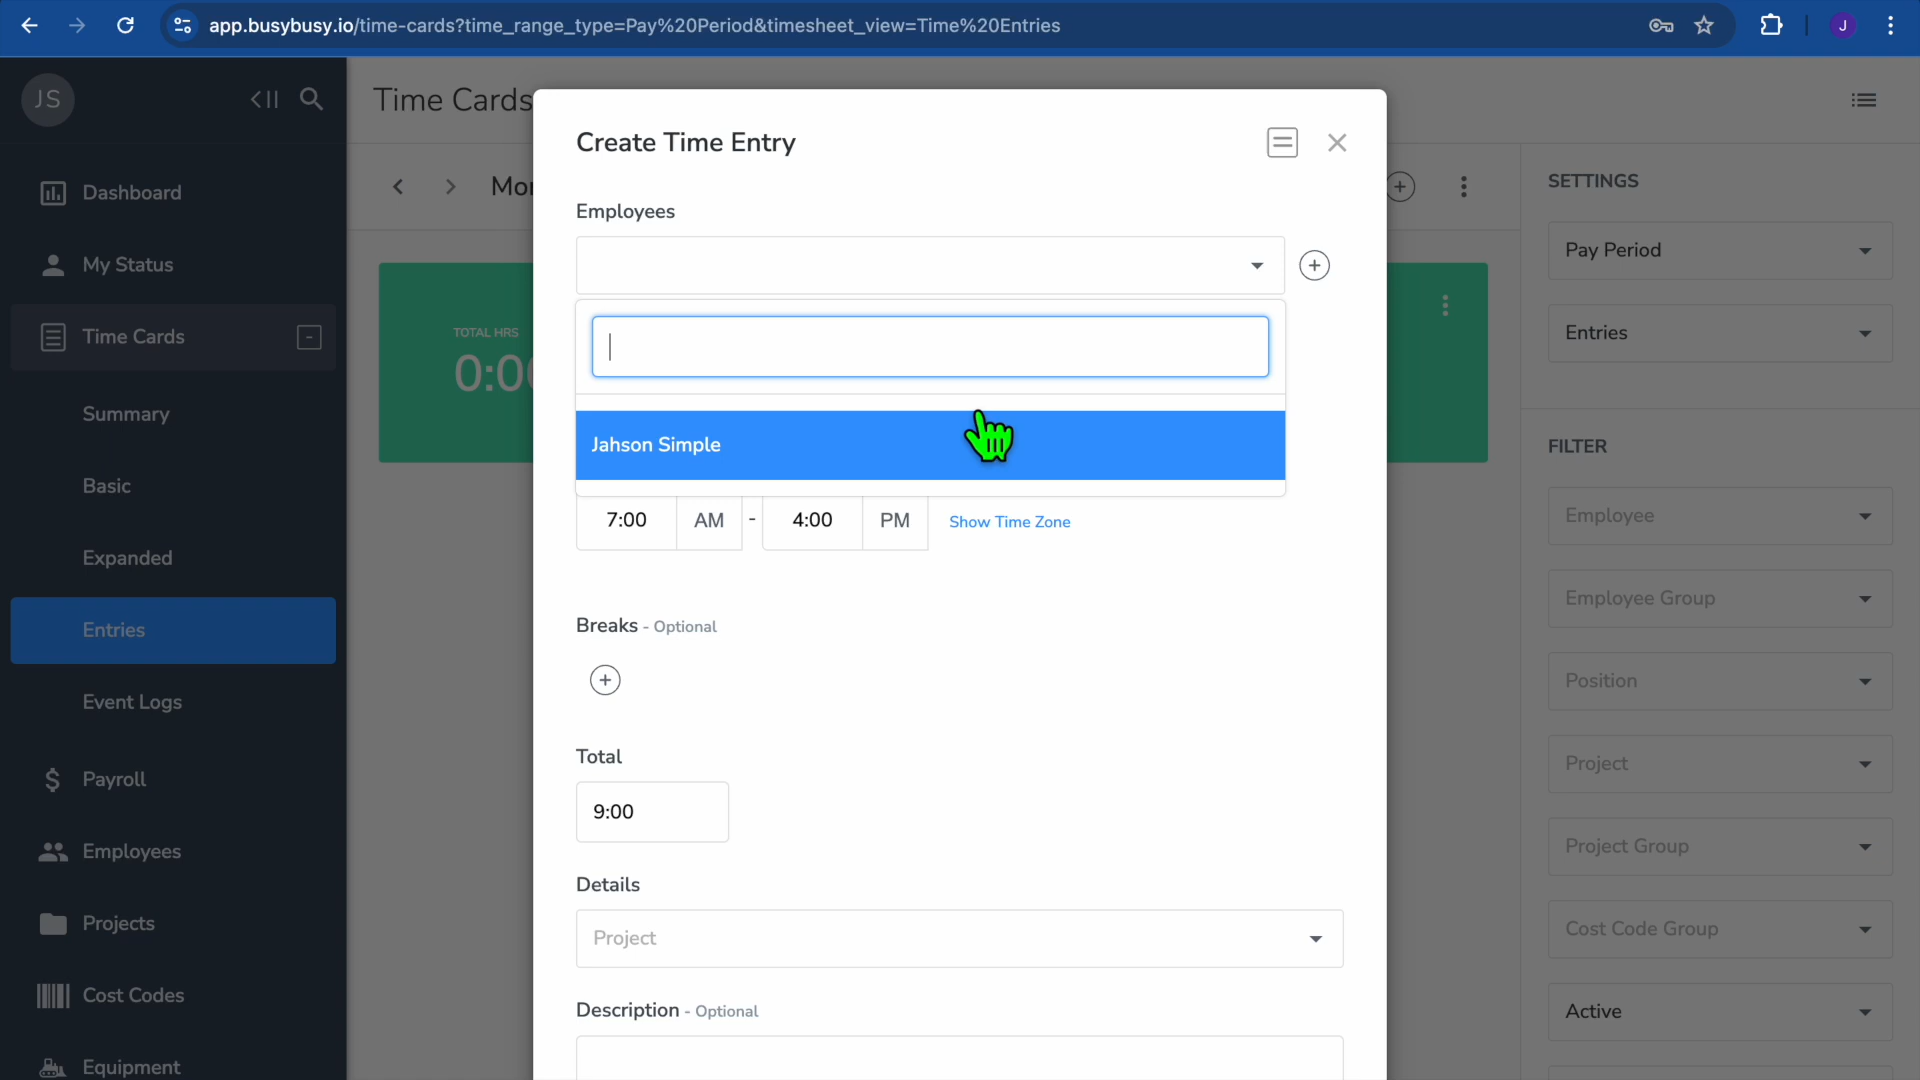 app.busybusy.io/time-cards?time_range_type=Pay%20Period&timesheet_view=Time%20Entries
J
JS
Dashboard
My Status
Time Cards
Summary
Basic
Expanded
Entries
Event Logs
Payroll
Employees
Projects
Cost Codes
Equipment
Time Cards
Mon
TOTAL HRS
0:00
Create Time Entry
Employees
Jahson Simple
7:00 AM - 4:00 PM Show Time Zone
Breaks - Optional
Total
9:00
Details
Project
Description - Optional
SETTINGS
Pay Period
Entries
FILTER
Employee
Employee Group
Position
Project
Project Group
Cost Code Group
Active